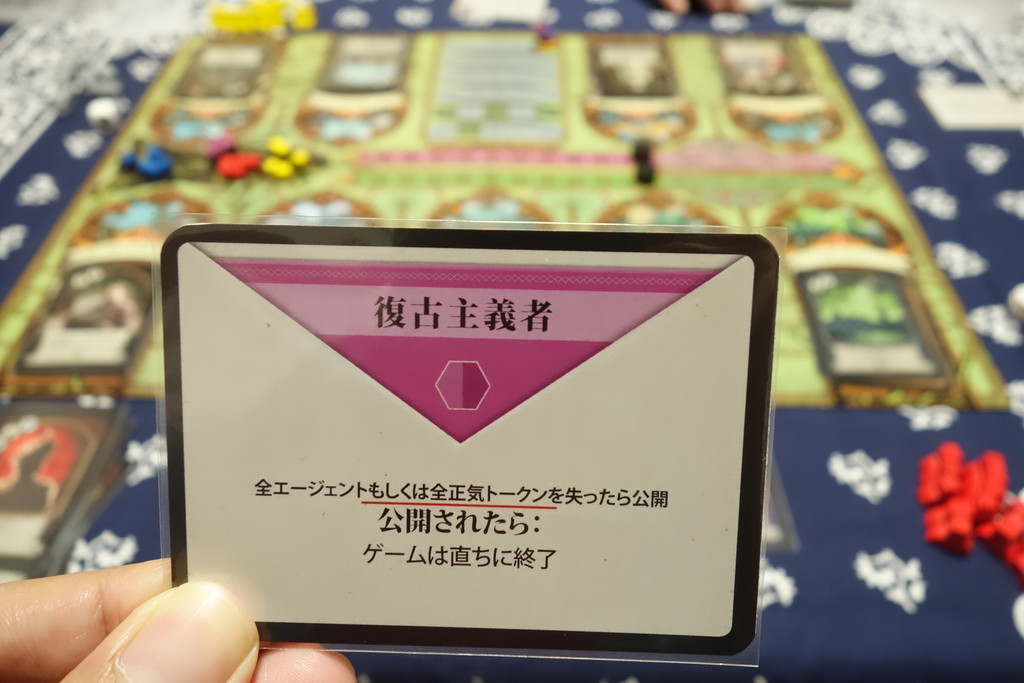 復古主義者
全エージェントもしくは全正気トークンを失ったら公開
公開されたら:
ゲームは直ちに終了